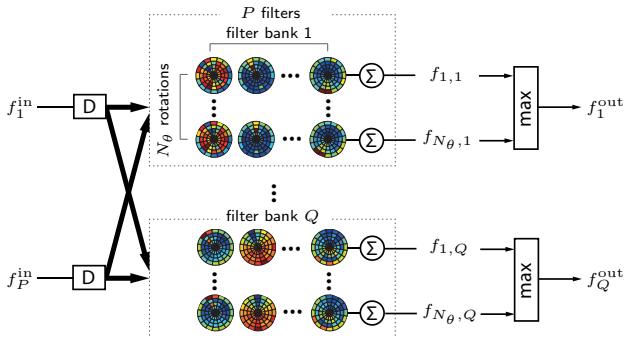 P filters
filter bank 1
N_θ rotations
f_1^in
D
Σ
f_{1,1}
max
f_1^out
Σ
f_{N_θ,1}
filter bank Q
f_P^in
D
Σ
f_{1,Q}
max
f_Q^out
Σ
f_{N_θ,Q}